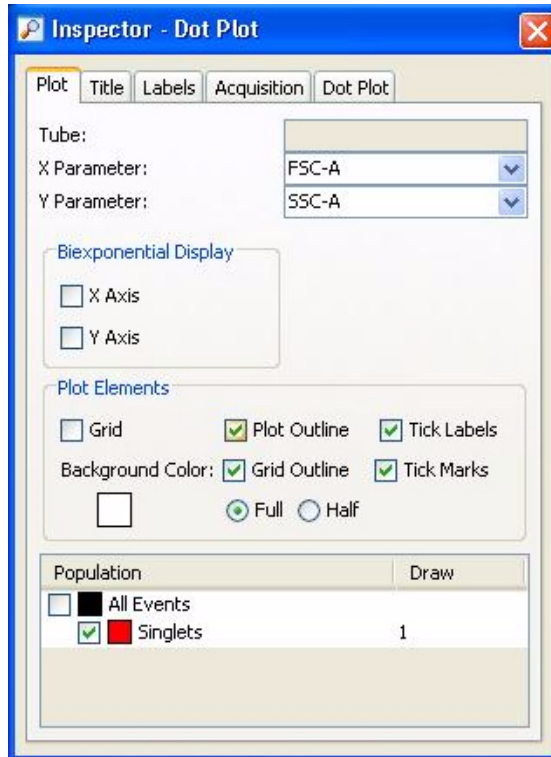 Inspector - Dot Plot
Plot Title Labels Acquisition Dot Plot
Tube:
X Parameter: FSC-A
Y Parameter: SSC-A
Biexponential Display
X Axis
Y Axis
Plot Elements
Grid Plot Outline Tick Labels
Background Color: Grid Outline Tick Marks
Full Half
Population Draw
All Events
Singlets 1